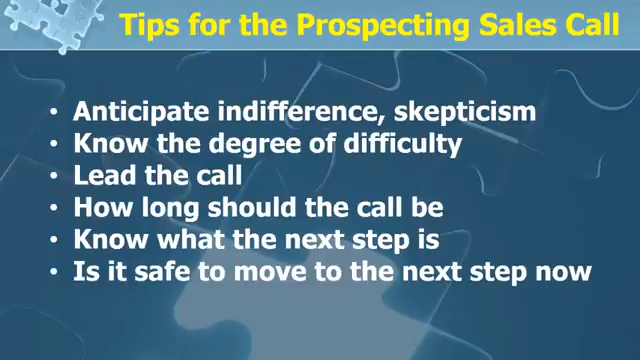 Tips for the Prospecting Sales Call
• Anticipate indifference, skepticism
• Know the degree of difficulty
• Lead the call
• How long should the call be
• Know what the next step is
• Is it safe to move to the next step now